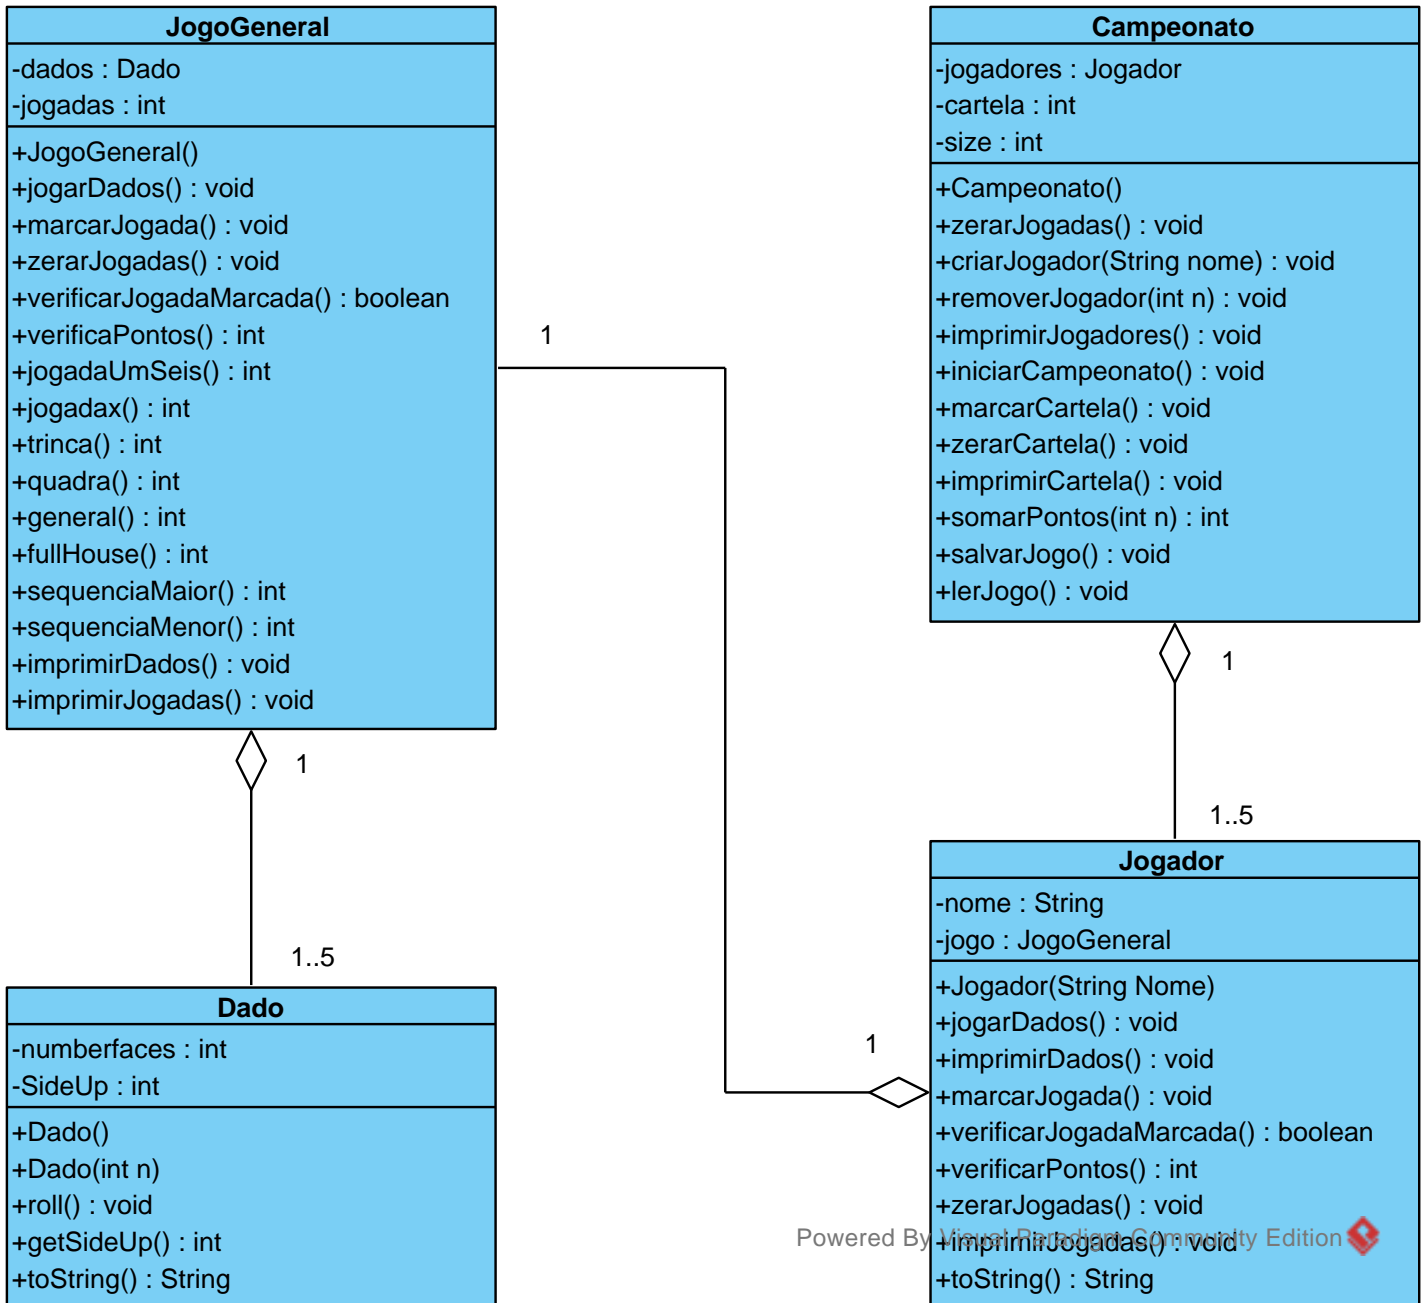 JogoGeneral
-dados : Dado
-jogadas : int
+JogoGeneral()
+jogarDados() : void
+marcarJogada() : void
+zerarJogadas() : void
+verificarJogadaMarcada() : boolean
+verificaPontos() : int
+jogadaUmSeis() : int
+jogadax() : int
+trinca() : int
+quadra() : int
+general() : int
+fullHouse() : int
+sequenciaMaior() : int
+sequenciaMenor() : int
+imprimirDados() : void
+imprimirJogadas() : void
1
1..5
Dado
-numberfaces : int
-SideUp : int
+Dado()
+Dado(int n)
+roll() : void
+getSideUp() : int
+toString() : String
1
1
Campeonato
-jogadores : Jogador
-cartela : int
-size : int
+Campeonato()
+zerarJogadas() : void
+criarJogador(String nome) : void
+removerJogador(int n) : void
+imprimirJogadores() : void
+iniciarCampeonato() : void
+marcarCartela() : void
+zerarCartela() : void
+imprimirCartela() : void
+somarPontos(int n) : int
+salvarJogo() : void
+lerJogo() : void
1
1..5
Jogador
-nome : String
-jogo : JogoGeneral
+Jogador(String Nome)
+jogarDados() : void
+imprimirDados() : void
+marcarJogada() : void
+verificarJogadaMarcada() : boolean
+verificarPontos() : int
+zerarJogadas() : void
+imprimirJogadas() : void
+toString() : String
Powered By Visual Paradigm Community Edition